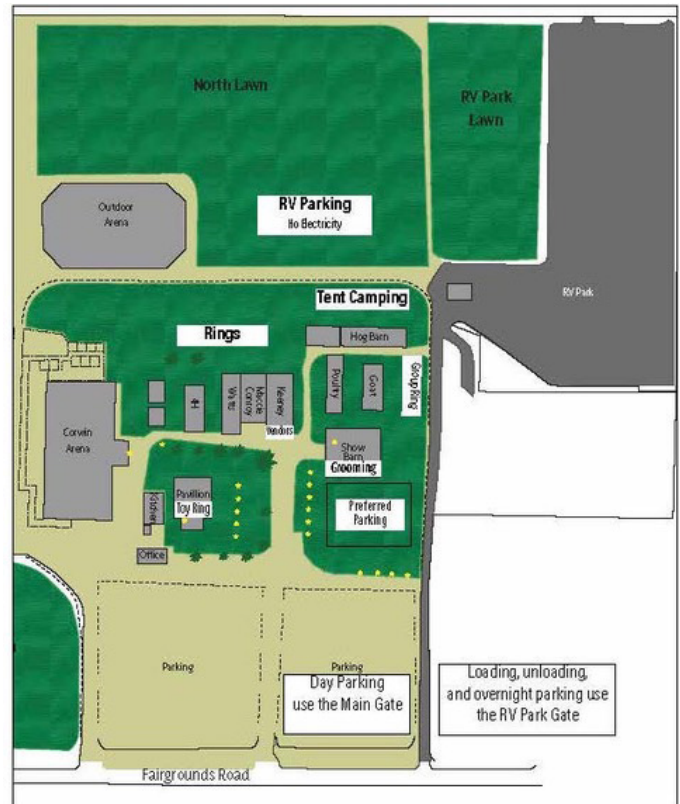 North Lawn
RV Park
Lawn
Outdoor
Arena
RV Parking
No Electricity
Tent Camping
RV Park
Rings
Hog Barn
Poultry
Goat
Group Ring
4H
Watts
Mccoie
Conroy
Keeney
Vendors
Corwin
Arena
Show
Barn
Grooming
Pavillion
Toy Ring
Kitchen
Preferred
Parking
Office
Parking
Parking
Day Parking
use the Main Gate
Loading, unloading,
and overnight parking use
the RV Park Gate
Fairgrounds Road